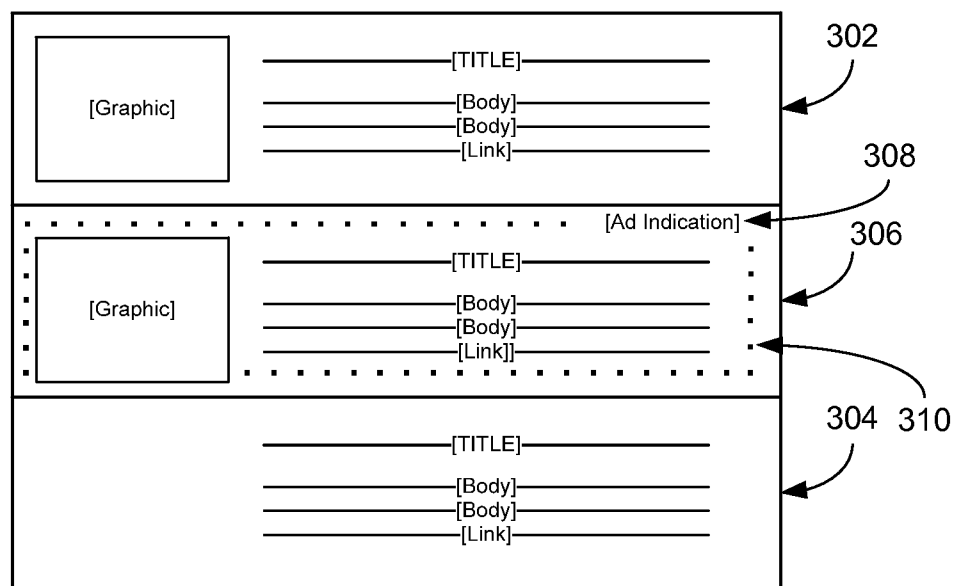 302
[TITLE]
[Graphic]
[Body]
[Body]
[Link]
308
[Ad Indication]
306
[TITLE]
[Graphic]
[Body]
[Body]
[Link]]
304
310
[TITLE]
[Body]
[Body]
[Link]